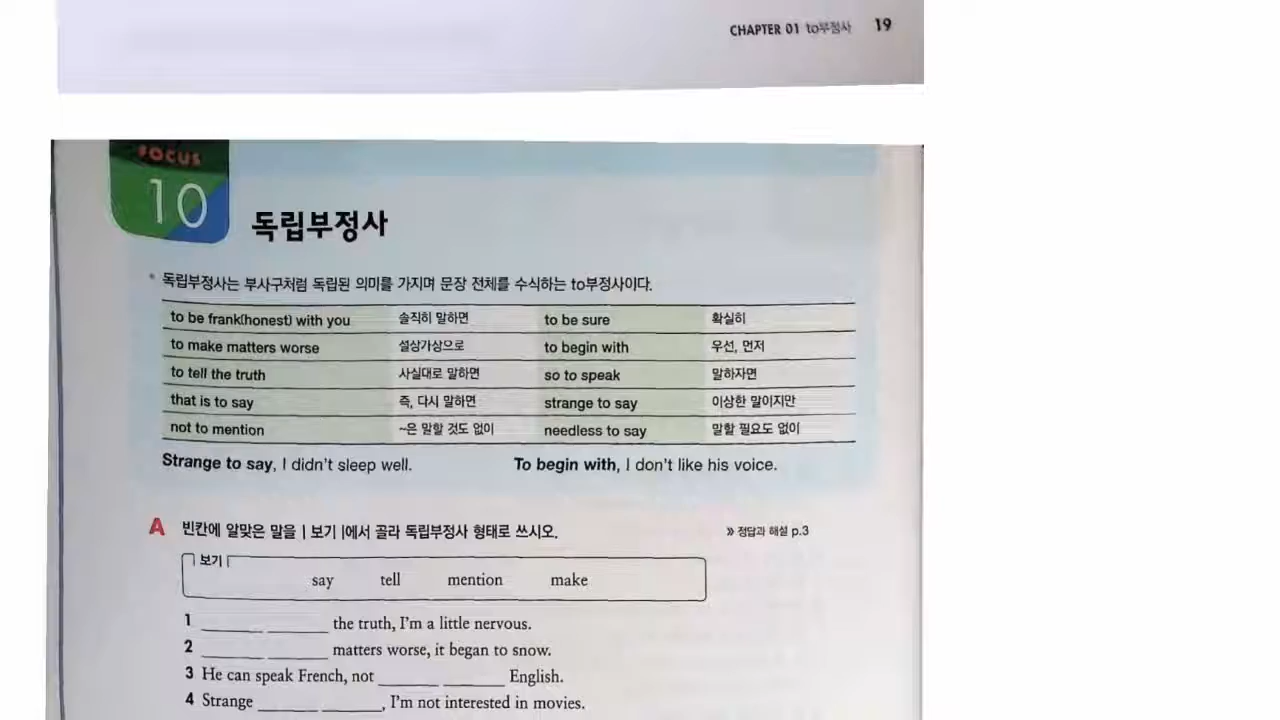 CHAPTER 01 to부정사 19
FOCUS
10
독립부정사
* 독립부정사는 부사구처럼 독립된 의미를 가지며 문장 전체를 수식하는 to부정사이다.
to be frank(honest) with you 솔직히 말하면 to be sure 확실히
to make matters worse 설상가상으로 to begin with 우선, 먼저
to tell the truth 사실대로 말하면 so to speak 말하자면
that is to say 즉, 다시 말하면 strange to say 이상한 말이지만
not to mention ~은 말할 것도 없이 needless to say 말할 필요도 없이
Strange to say, I didn't sleep well. To begin with, I don't like his voice.
A 빈칸에 알맞은 말을 | 보기 |에서 골라 독립부정사 형태로 쓰시오. » 정답과 해설 p.3
| 보기 |
say tell mention make
1 ______ ______ the truth, I'm a little nervous.
2 ______ ______ matters worse, it began to snow.
3 He can speak French, not ______ ______ English.
4 Strange ______ ______, I'm not interested in movies.